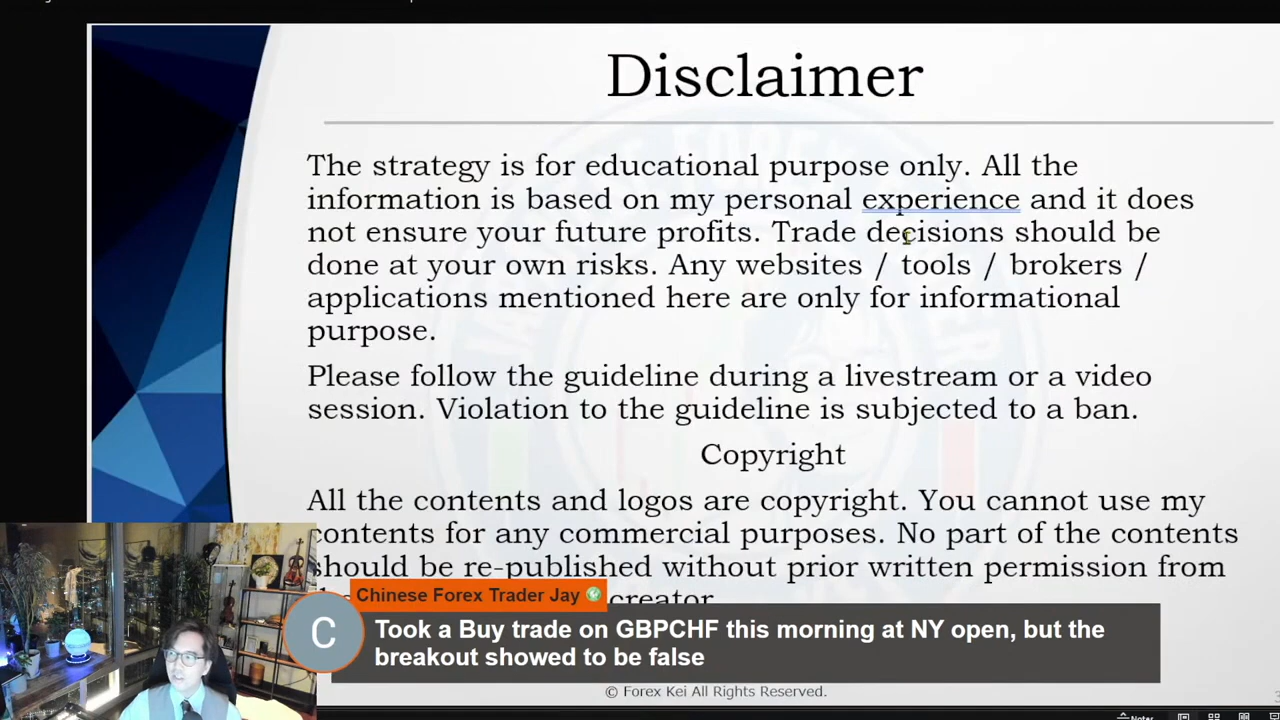 Disclaimer
The strategy is for educational purpose only. All the
information is based on my personal experience and it does
not ensure your future profits. Trade decisions should be
done at your own risks. Any websites / tools / brokers /
applications mentioned here are only for informational
purpose.
Please follow the guideline during a livestream or a video
session. Violation to the guideline is subjected to a ban.
Copyright
All the contents and logos are copyright. You cannot use my
contents for any commercial purposes. No part of the contents
should be re-published without prior written permission from
creator.
Chinese Forex Trader Jay
C
Took a Buy trade on GBPCHF this morning at NY open, but the
breakout showed to be false
© Forex Kei All Rights Reserved.
Notes